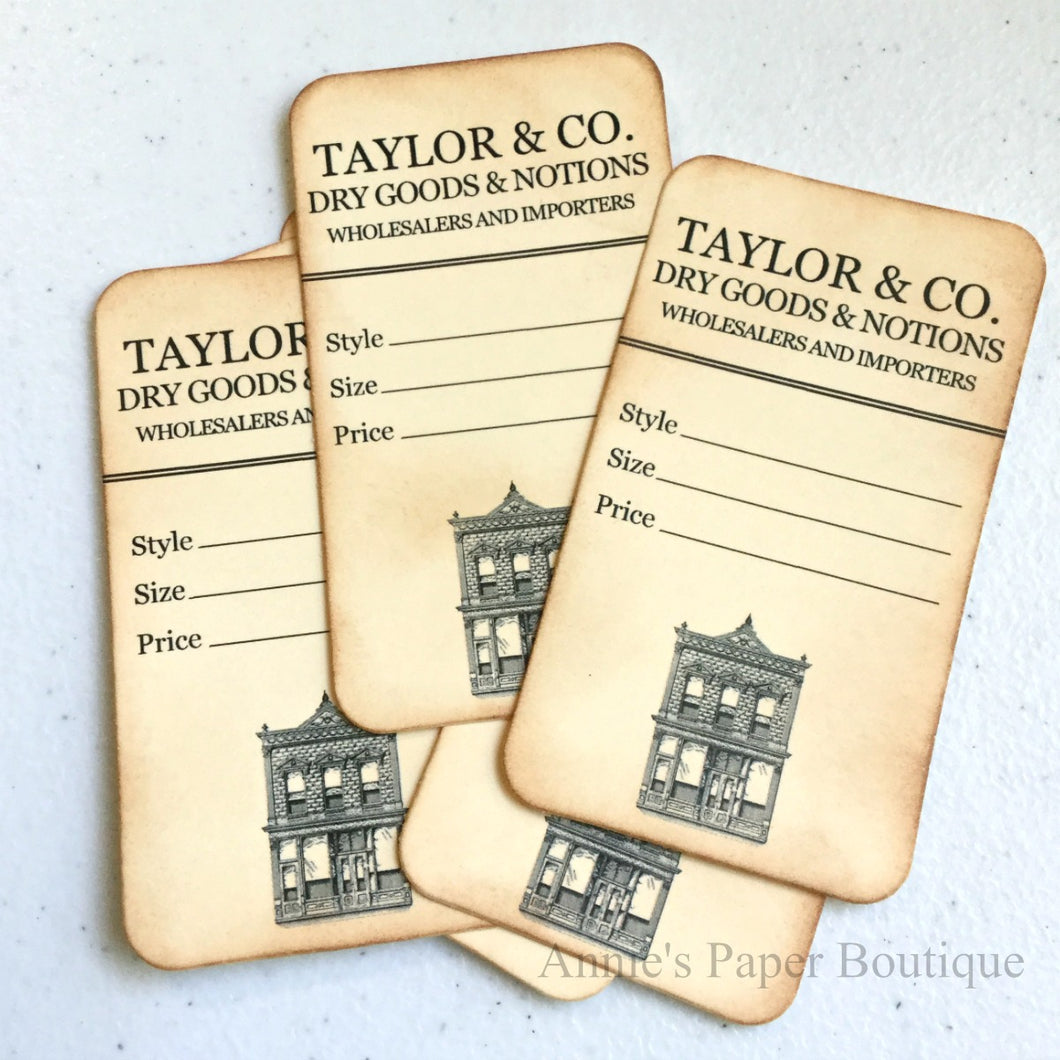 TAYLOR & CO.
DRY GOODS & NOTIONS
WHOLESALERS AND IMPORTERS
Style
Size
Price
TAYLOR & CO.
DRY GOODS & NOTIONS
WHOLESALERS AND IMPORTERS
Style
Size
Price
TAYLOR
DRY GOODS &
WHOLESALERS
Style
Size
Price
Annie's Paper Boutique